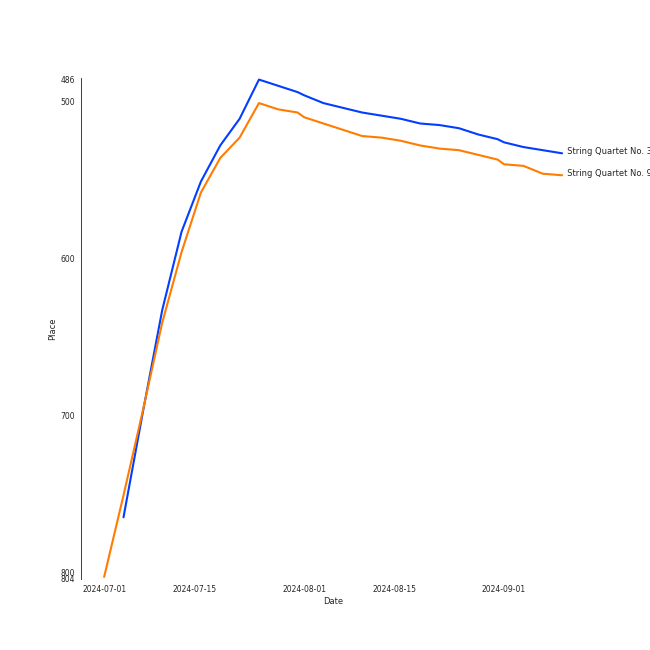 486
500
600
700
800
804
Place
2024-07-01
2024-07-15
2024-08-01
2024-08-15
2024-09-01
Date
String Quartet No. 3
String Quartet No. 9